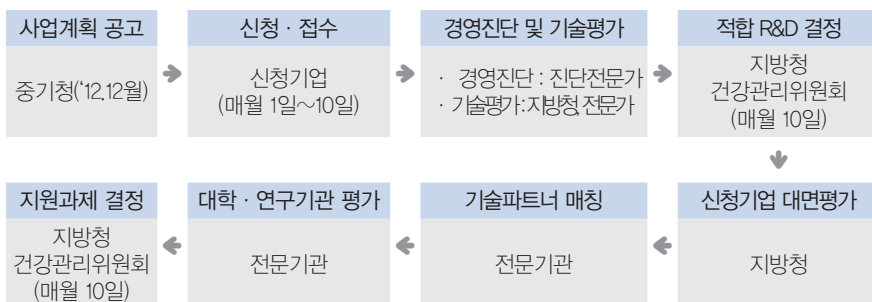 사업계획 공고
중기청(‘12.12월)
신청 · 접수
신청기업
(매월 1일~10일)
경영진단 및 기술평가
· 경영진단 : 진단전문가
· 기술평가:지방청,전문가
적합 R&D 결정
지방청
건강관리위원회
(매월 10일)
신청기업 대면평가
지방청
기술파트너 매칭
전문기관
대학 · 연구기관 평가
전문기관
지원과제 결정
지방청
건강관리위원회
(매월 10일)